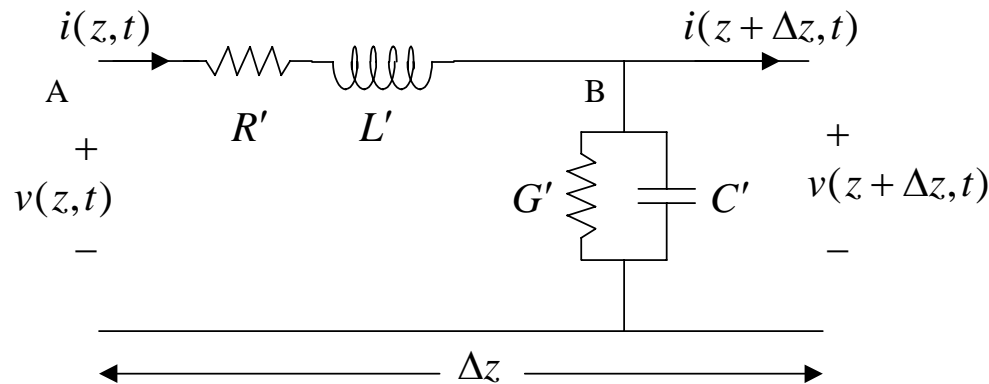 i(z,t) i(z + Δz,t)
A B
R′ L′
+ +
v(z,t) G′ C′ v(z + Δz,t)
− −
Δz